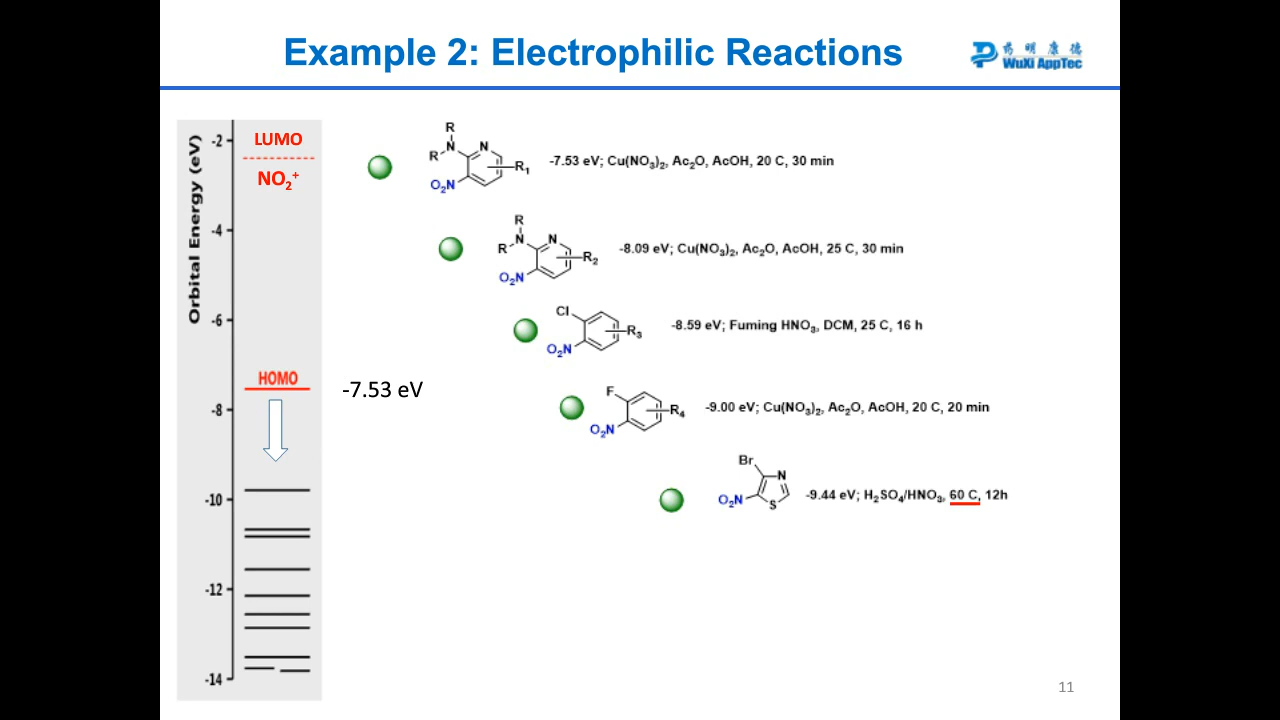 Example 2: Electrophilic Reactions
药 明 康 德
WuXi AppTec
Orbital Energy (eV)
-2
-4
-6
-8
-10
-12
-14
LUMO
NO₂⁺
HOMO
-7.53 eV
R
R
N
N
R₁
O₂N
-7.53 eV; Cu(NO₃)₂, Ac₂O, AcOH, 20 C, 30 min
R
R
N
N
R₂
O₂N
-8.09 eV; Cu(NO₃)₂, Ac₂O, AcOH, 25 C, 30 min
Cl
R₃
O₂N
-8.59 eV; Fuming HNO₃, DCM, 25 C, 16 h
F
R₄
O₂N
-9.00 eV; Cu(NO₃)₂, Ac₂O, AcOH, 20 C, 20 min
Br
N
O₂N
S
-9.44 eV; H₂SO₄/HNO₃, 60 C, 12h
11